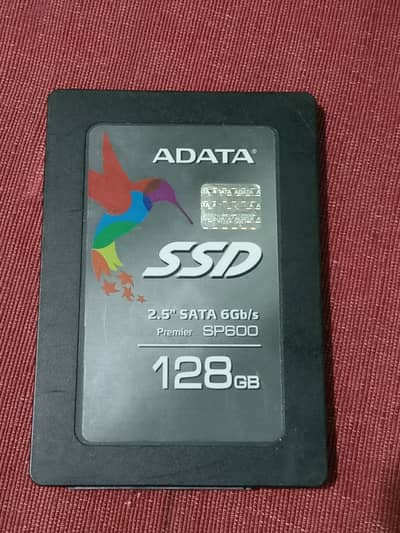 ADATA®
SSD
2.5" SATA 6Gb/s
Premier SP600
128GB